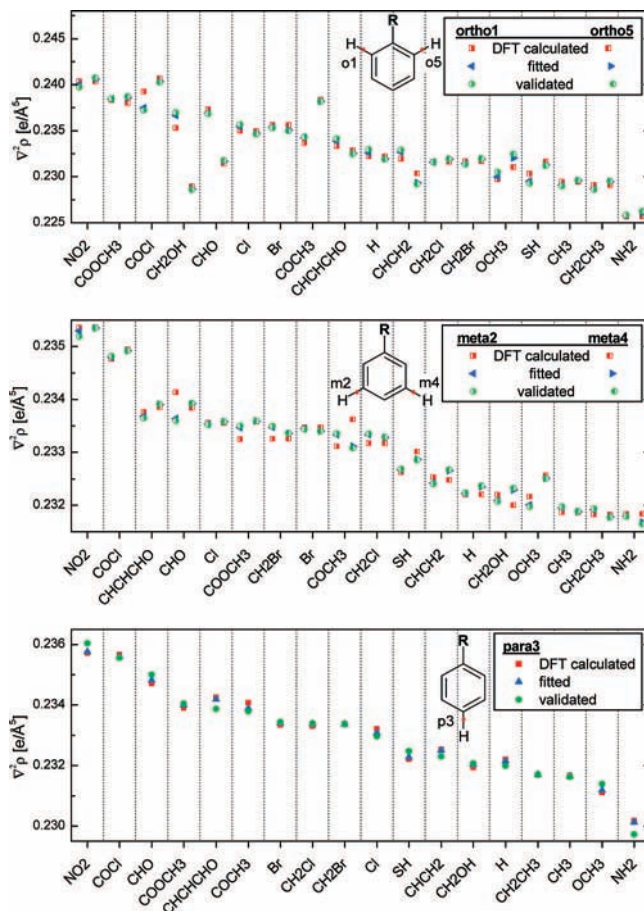 0.245
0.240
0.235
0.230
0.225
∇²ρ [e/Å⁵]
R
H H
o1 o5
ortho1 ortho5
DFT calculated
fitted
validated
NO2 COOCH3 COCl CH2OH CHO Cl Br COCH3 CHCHCHO H CHCH2 CH2Cl CH2Br OCH3 SH CH3 CH2CH3 NH2
0.235
0.234
0.233
0.232
∇²ρ [e/Å⁵]
R
m2 m4
H H
meta2 meta4
DFT calculated
fitted
validated
NO2 COCl CHCHCHO CHO Cl COOCH3 CH2Br Br COCH3 CH2Cl SH CHCH2 H CH2OH OCH3 CH3 CH2CH3 NH2
0.236
0.234
0.232
0.230
∇²ρ [e/Å⁵]
R
p3
H
para3
DFT calculated
fitted
validated
NO2 COCl CHO COOCH3 CHCHCHO COCH3 Br CH2Cl CH2Br Cl SH CHCH2 CH2OH H CH2CH3 CH3 OCH3 NH2